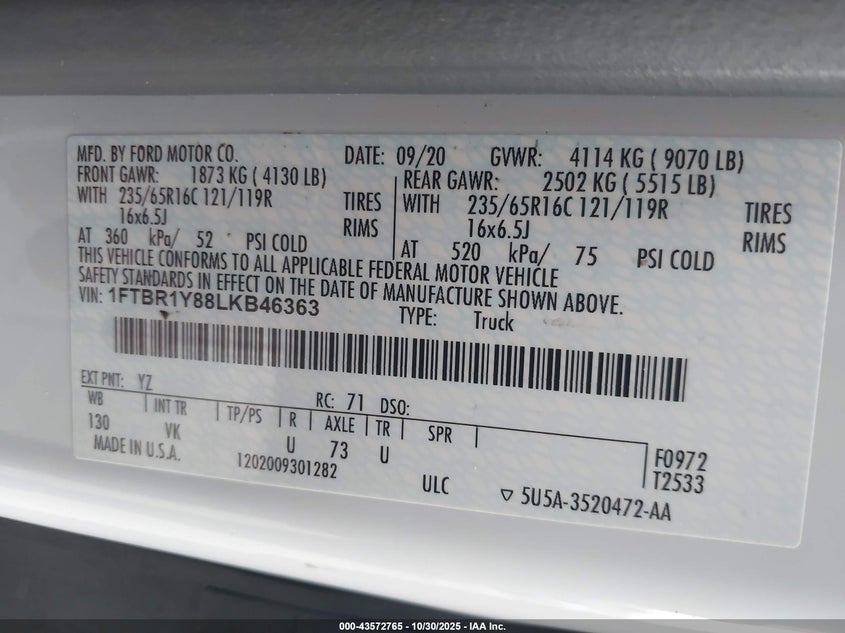 MFD. BY FORD MOTOR CO. DATE: 09/20 GVWR: 4114 KG ( 9070 LB)
FRONT GAWR: 1873 KG ( 4130 LB) REAR GAWR: 2502 KG ( 5515 LB)
WITH 235/65R16C 121/119R TIRES WITH 235/65R16C 121/119R TIRES
16x6.5J RIMS 16x6.5J RIMS
AT 360 kPa/ 52 PSI COLD AT 520 kPa/ 75 PSI COLD
THIS VEHICLE CONFORMS TO ALL APPLICABLE FEDERAL MOTOR VEHICLE
SAFETY STANDARDS IN EFFECT ON THE DATE OF MANUFACTURE SHOWN ABOVE.
VIN: 1FTBR1Y88LKB46363 TYPE: Truck
EXT PNT: YZ RC: 71 DSO:
WB INT TR TP/PS R AXLE TR SPR
130 VK U 73 U F0972
MADE IN U.S.A. 1202009301282 T2533
ULC ▽ 5U5A-3520472-AA
000-43572765 - 10/30/2025 - IAA Inc.